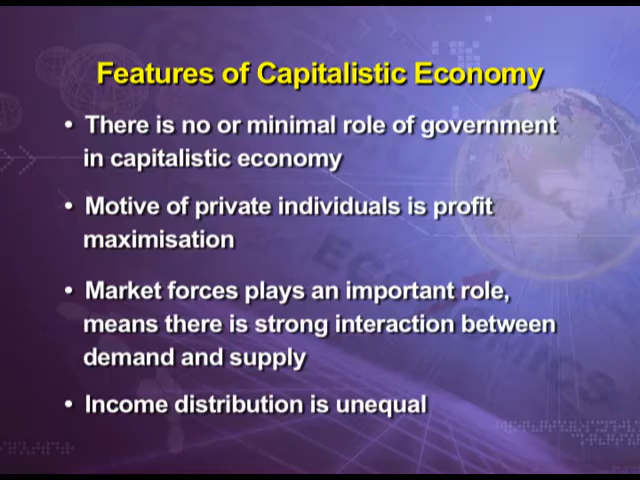 Features of Capitalistic Economy
• There is no or minimal role of government
in capitalistic economy
• Motive of private individuals is profit
maximisation
• Market forces plays an important role,
means there is strong interaction between
demand and supply
• Income distribution is unequal